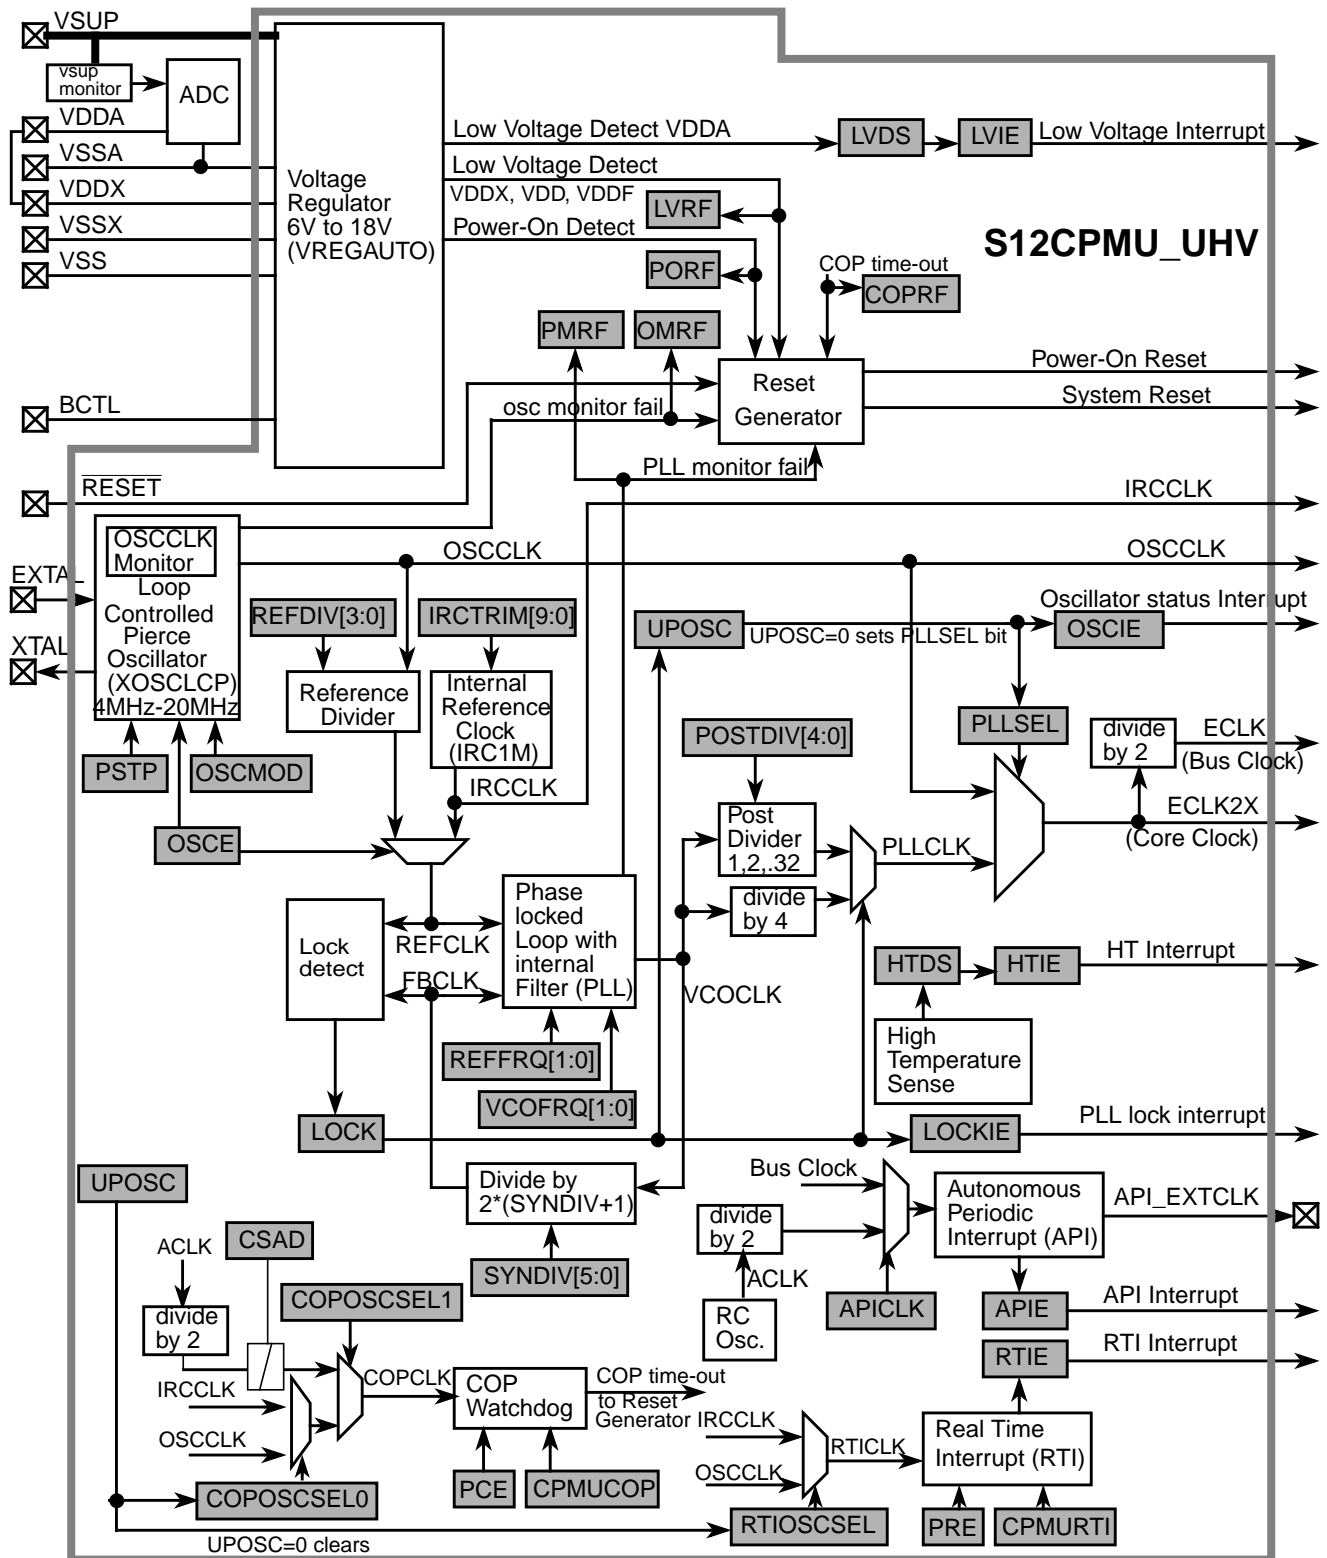 VSUP
vsup
monitor
ADC
VDDA
VSSA
VDDX
VSSX
VSS
BCTL
RESET
EXTAL
XTAL
Voltage
Regulator
6V to 18V
(VREGAUTO)
Low Voltage Detect VDDA
LVDS
LVIE
Low Voltage Interrupt
Low Voltage Detect
VDDX, VDD, VDDF
LVRF
Power-On Detect
PORF
S12CPMU_UHV
COP time-out
COPRF
PMRF
OMRF
Reset
Generator
Power-On Reset
System Reset
osc monitor fail
PLL monitor fail
IRCCLK
OSCCLK
Monitor
Loop
Controlled
Pierce
Oscillator
(XOSCLCP)
4MHz-20MHz
OSCCLK
OSCCLK
REFDIV[3:0]
IRCTRIM[9:0]
UPOSC
UPOSC=0 sets PLLSEL bit
Oscillator status Interrupt
OSCIE
Reference
Divider
Internal
Reference
Clock
(IRC1M)
PSTP
OSCMOD
OSCE
IRCCLK
POSTDIV[4:0]
PLLSEL
divide
by 2
ECLK
(Bus Clock)
ECLK2X
(Core Clock)
Post
Divider
1,2,.32
PLLCLK
divide
by 4
Lock
detect
REFCLK
FBCLK
Phase
locked
Loop with
internal
Filter (PLL)
VCOCLK
REFFRQ[1:0]
VCOFRQ[1:0]
HTDS
HTIE
HT Interrupt
High
Temperature
Sense
LOCK
LOCKIE
PLL lock interrupt
UPOSC
Divide by
2*(SYNDIV+1)
SYNDIV[5:0]
Bus Clock
divide
by 2
ACLK
RC
Osc.
APICLK
Autonomous
Periodic
Interrupt (API)
API_EXTCLK
APIE
API Interrupt
RTIE
RTI Interrupt
ACLK
CSAD
divide
by 2
COPOSCSEL1
IRCCLK
OSCCLK
COPCLK
COP
Watchdog
COP time-out
to Reset
Generator
PCE
CPMUCOP
COPOSCSEL0
UPOSC=0 clears
IRCCLK
OSCCLK
RTICLK
RTIOSCSEL
Real Time
Interrupt (RTI)
PRE
CPMURTI